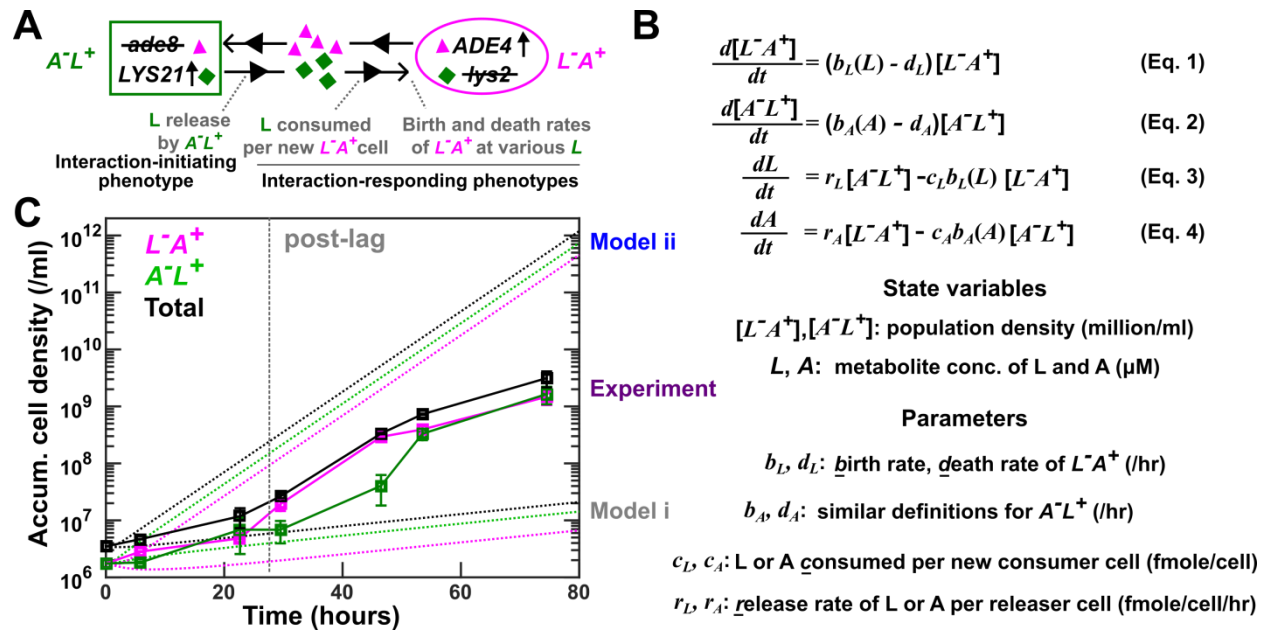 A
A⁻L⁺
ade8
LYS21
ADE4
lys2
L⁻A⁺
L release
by A⁻L⁺
L consumed
per new L⁻A⁺ cell
Birth and death rates
of L⁻A⁺ at various L
Interaction-initiating
phenotype
Interaction-responding phenotypes
B
d[L⁻A⁺]/dt = (b_L(L) - d_L)[L⁻A⁺] (Eq. 1)
d[A⁻L⁺]/dt = (b_A(A) - d_A)[A⁻L⁺] (Eq. 2)
dL/dt = r_L[A⁻L⁺] - c_L b_L(L) [L⁻A⁺] (Eq. 3)
dA/dt = r_A[L⁻A⁺] - c_A b_A(A) [A⁻L⁺] (Eq. 4)
State variables
[L⁻A⁺],[A⁻L⁺]: population density (million/ml)
L, A: metabolite conc. of L and A (µM)
Parameters
b_L, d_L: birth rate, death rate of L⁻A⁺ (/hr)
b_A, d_A: similar definitions for A⁻L⁺ (/hr)
c_L, c_A: L or A consumed per new consumer cell (fmole/cell)
r_L, r_A: release rate of L or A per releaser cell (fmole/cell/hr)
C
Accum. cell density (/ml)
10¹²
10¹¹
10¹⁰
10⁹
10⁸
10⁷
10⁶
L⁻A⁺
A⁻L⁺
Total
post-lag
Model ii
Experiment
Model i
0 20 40 60 80
Time (hours)